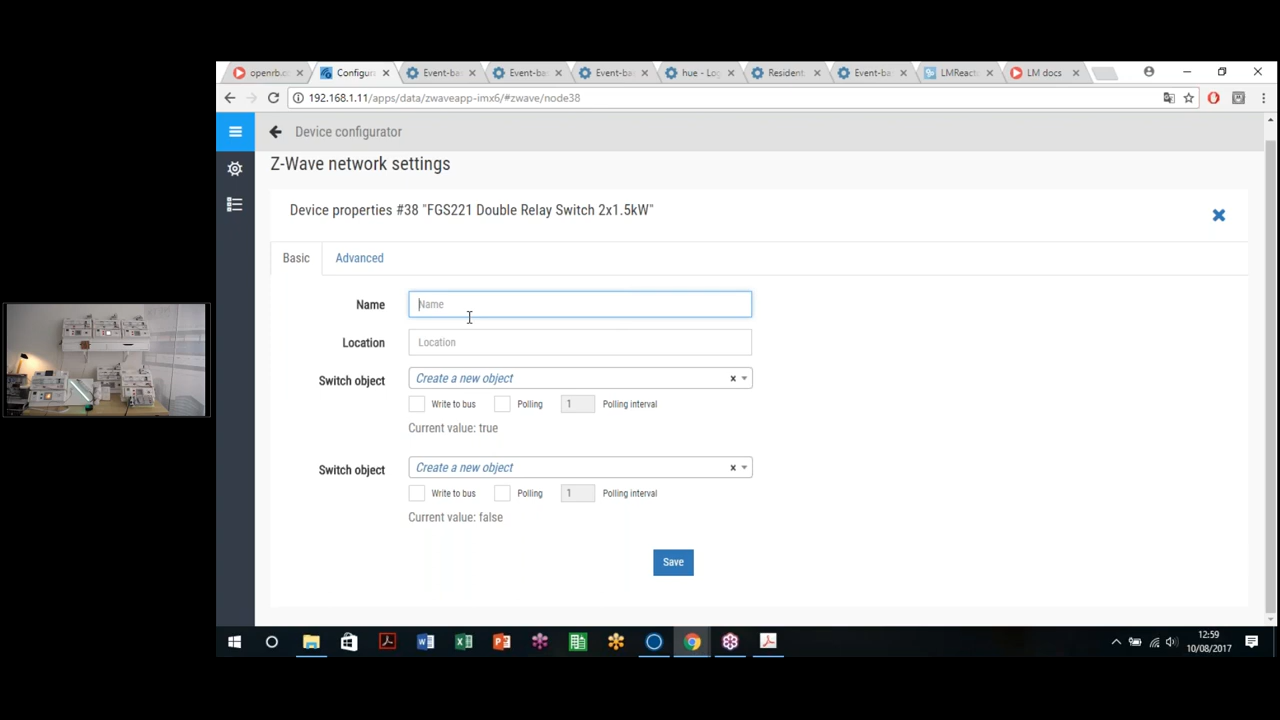 openrb.c
Configura
Event-ba
Event-ba
Event-ba
hue - Lo
Resident
Event-ba
LMReact
LM docs
192.168.1.11/apps/data/zwaveapp-imx6/#zwave/node38
Device configurator
Z-Wave network settings
Device properties #38 "FGS221 Double Relay Switch 2x1.5kW"
Basic Advanced
Name Name
Location Location
Switch object Create a new object
Write to bus Polling 1 Polling interval
Current value: true
Switch object Create a new object
Write to bus Polling 1 Polling interval
Current value: false
Save
12:59
10/08/2017